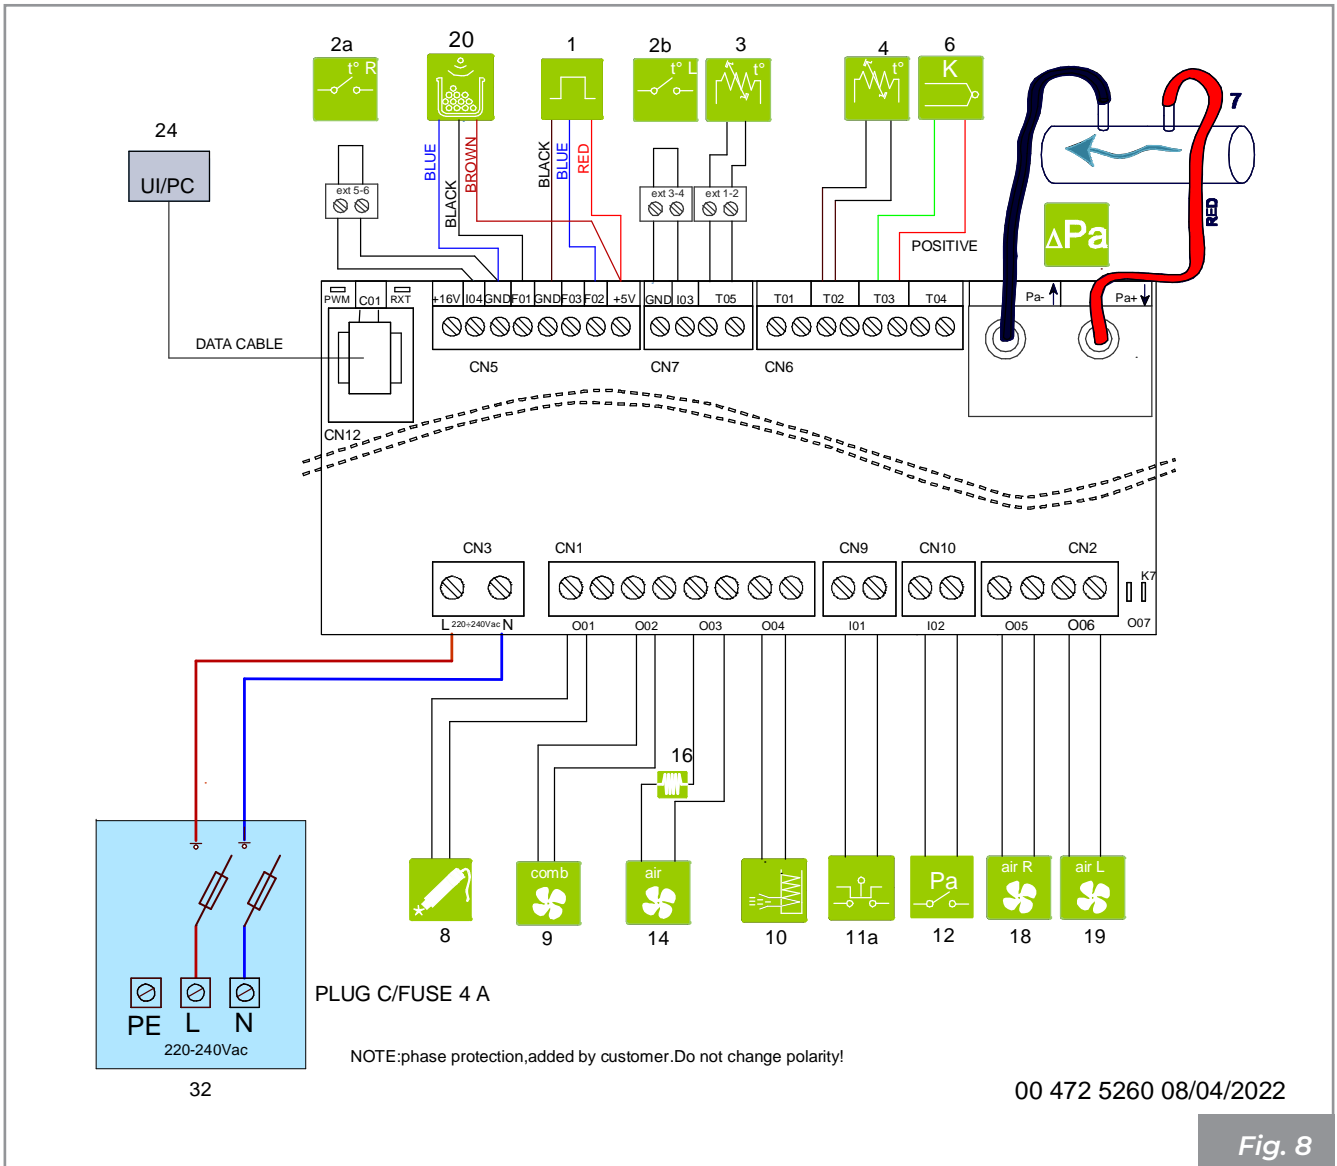 2a 20 1 2b 3 4 6
t° R t° L t° t° K
7
24
UI/PC
BLUE
BLACK
BROWN
BLACK
BLUE
RED
ext 5-6 ext 3-4 ext 1-2
POSITIVE
RED
ΔPa
PWM C01 RXT +16V I04 GND F01 GND F03 F02 +5V GND I03 T05 T01 T02 T03 T04 Pa- Pa+
DATA CABLE
CN5 CN7 CN6
CN12
CN3 CN1 CN9 CN10 CN2
K7
L 220÷240Vac N O01 O02 O03 O04 I01 I02 O05 O06 O07
16
comb air Pa air R air L
8 9 14 10 11a 12 18 19
PLUG C/FUSE 4 A
PE L N
220-240Vac
32
NOTE:phase protection,added by customer.Do not change polarity!
00 472 5260 08/04/2022
Fig. 8